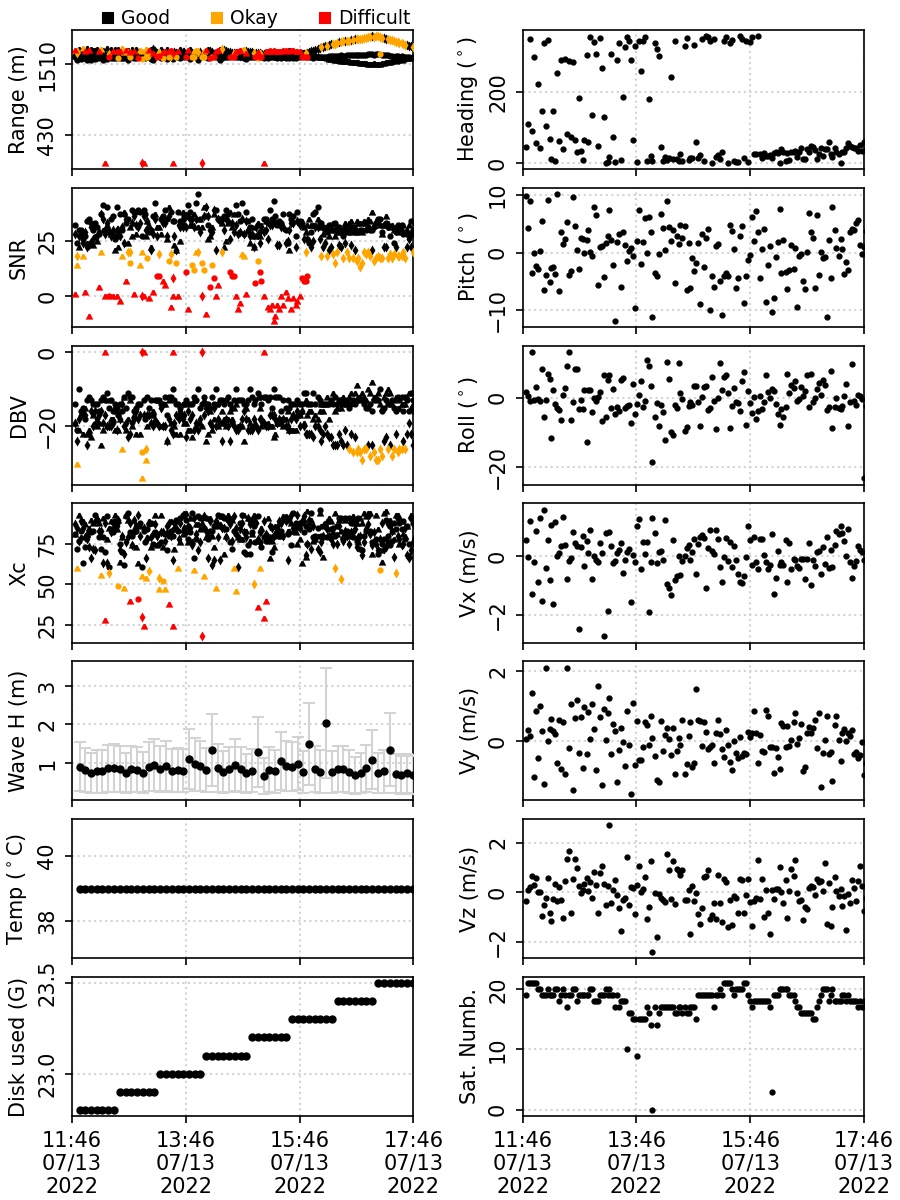 Good Okay Difficult
Range (m)
1510
430
Heading (°)
200
0
SNR
25
0
Pitch (°)
10
0
−10
DBV
0
−20
Roll (°)
0
−20
Xc
75
50
25
Vx (m/s)
0
−2
Wave H (m)
3
2
1
Vy (m/s)
2
0
Temp (°C)
40
38
Vz (m/s)
2
0
−2
Disk used (G)
23.5
23.0
Sat. Numb.
20
10
0
11:46 13:46 15:46 17:46 11:46 13:46 15:46 17:46
07/13 07/13 07/13 07/13 07/13 07/13 07/13 07/13
2022 2022 2022 2022 2022 2022 2022 2022